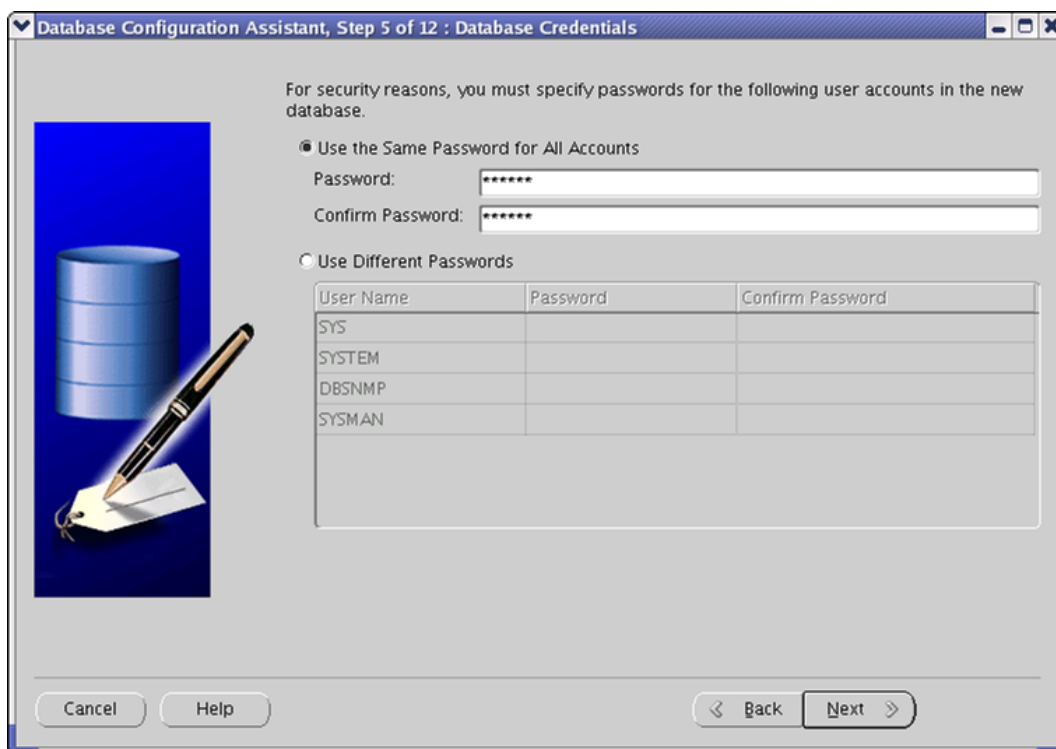 Database Configuration Assistant, Step 5 of 12 : Database Credentials
For security reasons, you must specify passwords for the following user accounts in the new
database.
Use the Same Password for All Accounts
Password: ******
Confirm Password: ******
Use Different Passwords
User Name Password Confirm Password
SYS
SYSTEM
DBSNMP
SYSMAN
Cancel Help Back Next